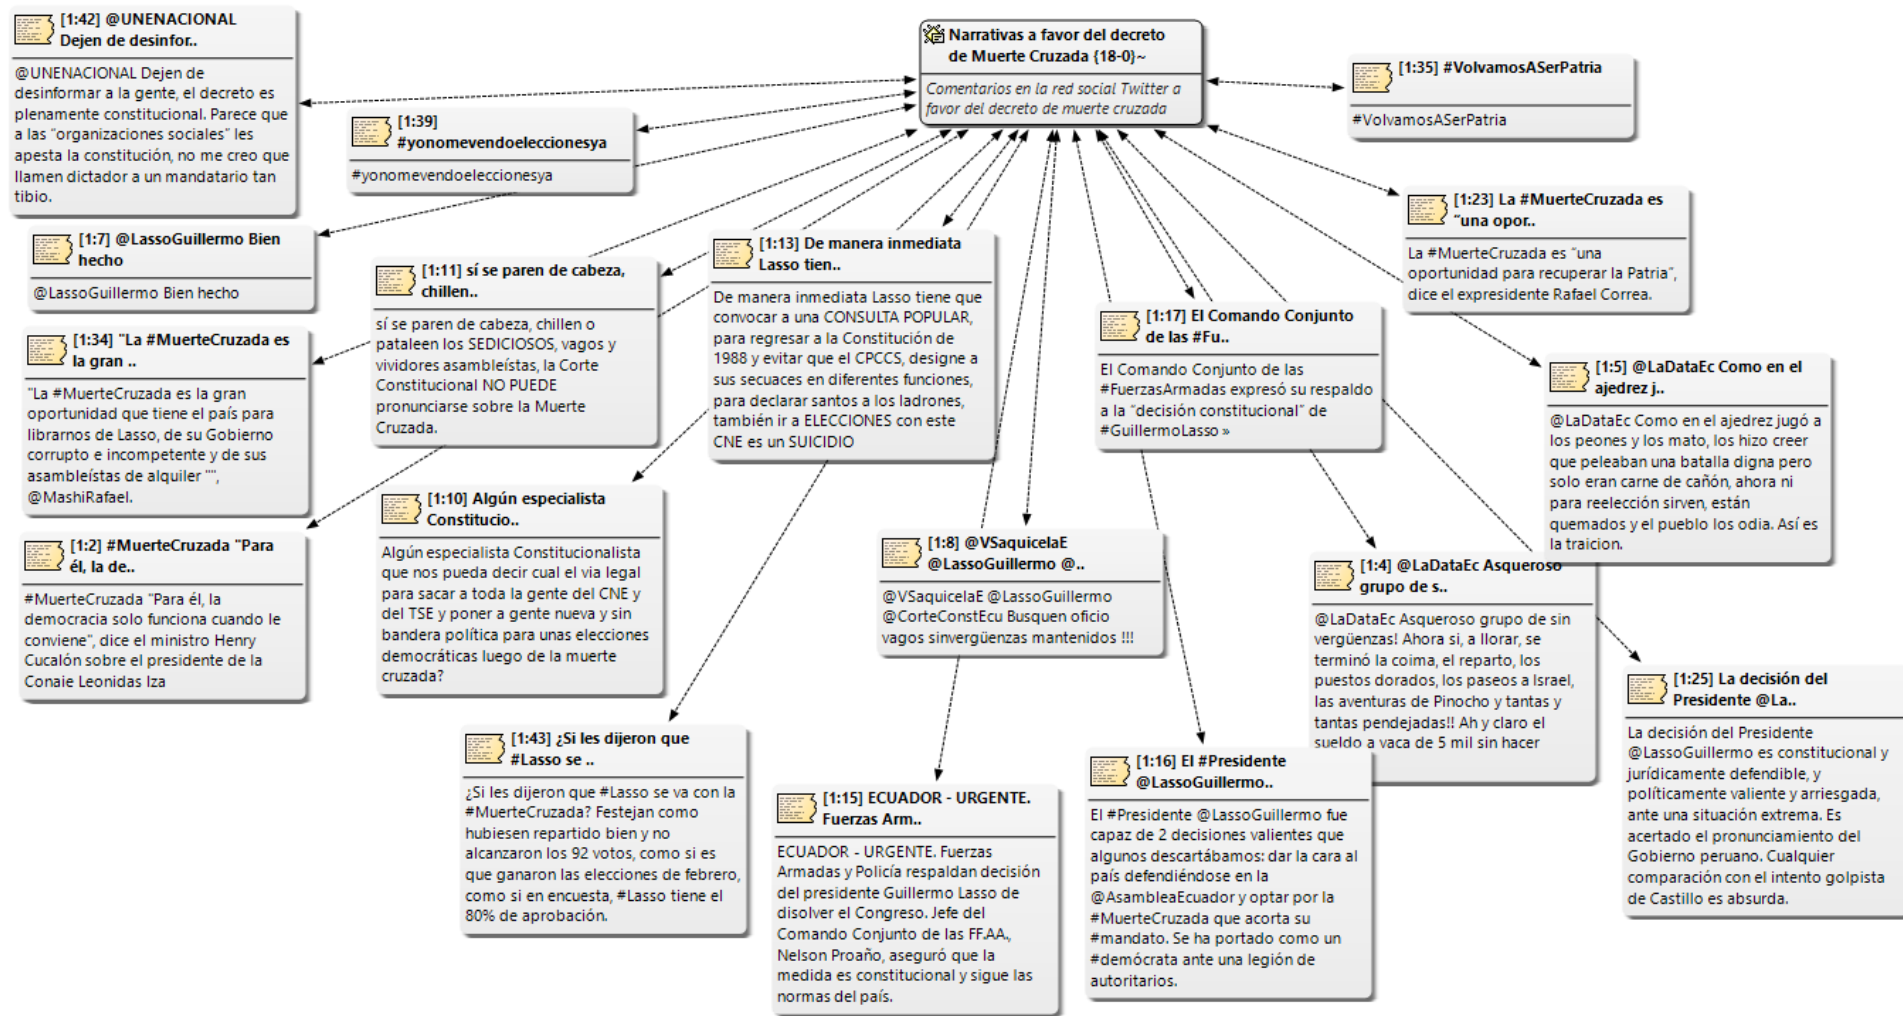 [1:42] @UNENACIONAL
Dejen de desinfor..
@UNENACIONAL Dejen de
desinformar a la gente, el decreto es
plenamente constitucional. Parece que
a las "organizaciones sociales" les
apesta la constitución, no me creo que
llamen dictador a un mandatario tan
tibio.
Narrativas a favor del decreto
de Muerte Cruzada {18-0}~
Comentarios en la red social Twitter a
favor del decreto de muerte cruzada
[1:35] #VolvamosASerPatria
#VolvamosASerPatria
[1:39]
#yonomevendoeleccionesya
#yonomevendoeleccionesya
[1:23] La #MuerteCruzada es
"una opor..
La #MuerteCruzada es "una
oportunidad para recuperar la Patria",
dice el expresidente Rafael Correa.
[1:7] @LassoGuillermo Bien
hecho
@LassoGuillermo Bien hecho
[1:11] sí se paren de cabeza,
chillen..
sí se paren de cabeza, chillen o
pataleen los SEDICIOSOS, vagos y
vividores asambleístas, la Corte
Constitucional NO PUEDE
pronunciarse sobre la Muerte
Cruzada.
[1:13] De manera inmediata
Lasso tien..
De manera inmediata Lasso tiene que
convocar a una CONSULTA POPULAR,
para regresar a la Constitución de
1988 y evitar que el CPCCS, designe a
sus secuaces en diferentes funciones,
para declarar santos a los ladrones,
también ir a ELECCIONES con este
CNE es un SUICIDIO
[1:17] El Comando Conjunto
de las #Fu..
El Comando Conjunto de las
#FuerzasArmadas expresó su respaldo
a la "decisión constitucional" de
#GuillermoLasso »
[1:34] "La #MuerteCruzada es
la gran ..
"La #MuerteCruzada es la gran
oportunidad que tiene el país para
librarnos de Lasso, de su Gobierno
corrupto e incompetente y de sus
asambleístas de alquiler "",
@MashiRafael.
[1:5] @LaDataEc Como en el
ajedrez j..
@LaDataEc Como en el ajedrez jugó a
los peones y los mato, los hizo creer
que peleaban una batalla digna pero
solo eran carne de cañón, ahora ni
para reelección sirven, están
quemados y el pueblo los odia. Así es
la traicion.
[1:10] Algún especialista
Constitucio..
Algún especialista Constitucionalista
que nos pueda decir cual el via legal
para sacar a toda la gente del CNE y
del TSE y poner a gente nueva y sin
bandera política para unas elecciones
democráticas luego de la muerte
cruzada?
[1:2] #MuerteCruzada "Para
él, la de..
#MuerteCruzada "Para él, la
democracia solo funciona cuando le
conviene", dice el ministro Henry
Cucalón sobre el presidente de la
Conaie Leonidas Iza
[1:8] @VSaquicelaE
@LassoGuillermo @..
@VSaquicelaE @LassoGuillermo
@CorteConstEcu Busquen oficio
vagos sinvergüenzas mantenidos !!!
[1:4] @LaDataEc Asqueroso
grupo de s..
@LaDataEc Asqueroso grupo de sin
vergüenzas! Ahora si, a llorar, se
terminó la coima, el reparto, los
puestos dorados, los paseos a Israel,
las aventuras de Pinocho y tantas y
tantas pendejadas!! Ah y claro el
sueldo a vaca de 5 mil sin hacer
[1:25] La decisión del
Presidente @La..
La decisión del Presidente
@LassoGuillermo es constitucional y
jurídicamente defendible, y
políticamente valiente y arriesgada,
ante una situación extrema. Es
acertado el pronunciamiento del
Gobierno peruano. Cualquier
comparación con el intento golpista
de Castillo es absurda.
[1:43] ¿Si les dijeron que
#Lasso se ..
¿Si les dijeron que #Lasso se va con la
#MuerteCruzada? Festejan como
hubiesen repartido bien y no
alcanzaron los 92 votos, como si es
que ganaron las elecciones de febrero,
como si en encuesta, #Lasso tiene el
80% de aprobación.
[1:15] ECUADOR - URGENTE.
Fuerzas Arm..
ECUADOR - URGENTE. Fuerzas
Armadas y Policía respaldan decisión
del presidente Guillermo Lasso de
disolver el Congreso. Jefe del
Comando Conjunto de las FF.AA.,
Nelson Proaño, aseguró que la
medida es constitucional y sigue las
normas del país.
[1:16] El #Presidente
@LassoGuillermo..
El #Presidente @LassoGuillermo fue
capaz de 2 decisiones valientes que
algunos descartábamos: dar la cara al
país defendiéndose en la
@AsambleaEcuador y optar por la
#MuerteCruzada que acorta su
#mandato. Se ha portado como un
#demócrata ante una legión de
autoritarios.